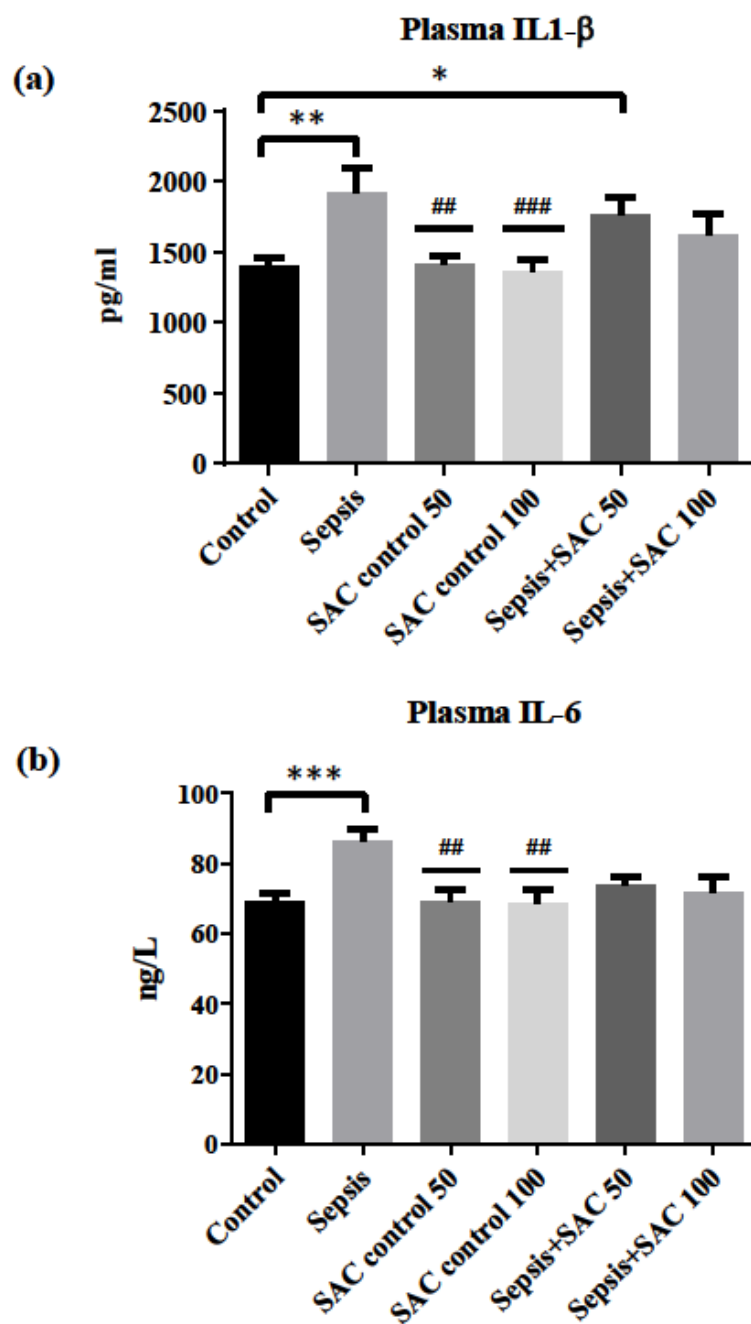 Plasma IL1-β
(a)
*
**
##
###
pg/ml
2500
2000
1500
1000
500
0
Control
Sepsis
SAC control 50
SAC control 100
Sepsis+SAC 50
Sepsis+SAC 100
Plasma IL-6
(b)
***
##
##
ng/L
100
80
60
40
20
0
Control
Sepsis
SAC control 50
SAC control 100
Sepsis+SAC 50
Sepsis+SAC 100